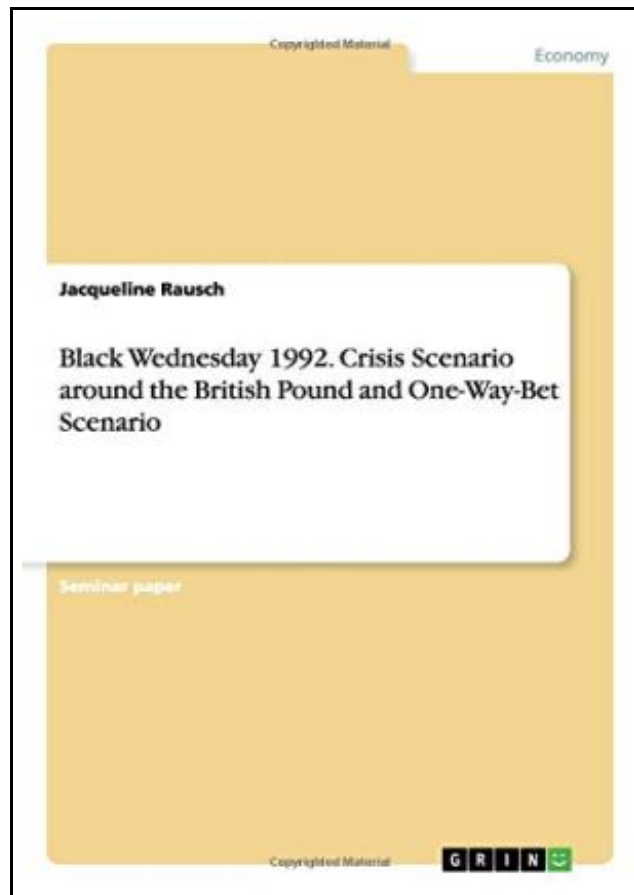 Copyrighted Material
Economy
Jacqueline Rausch
Black Wednesday 1992. Crisis Scenario
around the British Pound and One-Way-Bet
Scenario
Seminar paper
Copyrighted Material
GRIN